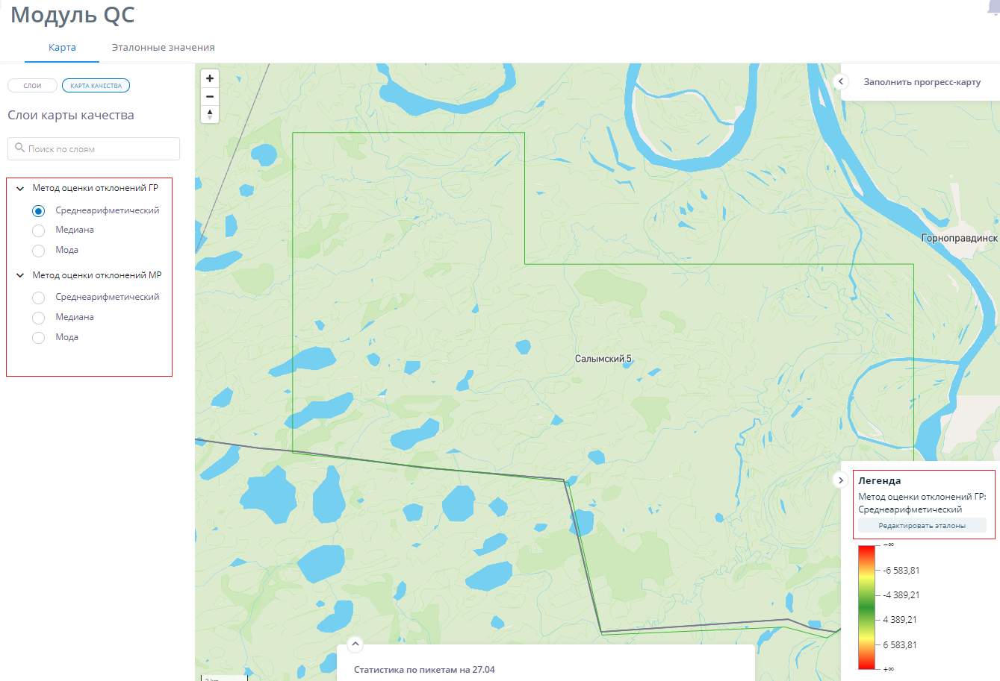 Модуль QC
Карта
Эталонные значения
СЛОИ
КАРТА КАЧЕСТВА
Слои карты качества
Поиск по слоям
Метод оценки отклонений ГР
Среднеарифметический
Медиана
Мода
Метод оценки отклонений МР
Среднеарифметический
Медиана
Мода
Заполнить прогресс-карту
Горноправдинск
Салымский 5
Легенда
Метод оценки отклонений ГР:
Среднеарифметический
Редактировать эталоны
−∞
-6 583,81
-4 389,21
4 389,21
6 583,81
+∞
Статистика по пикетам на 27.04